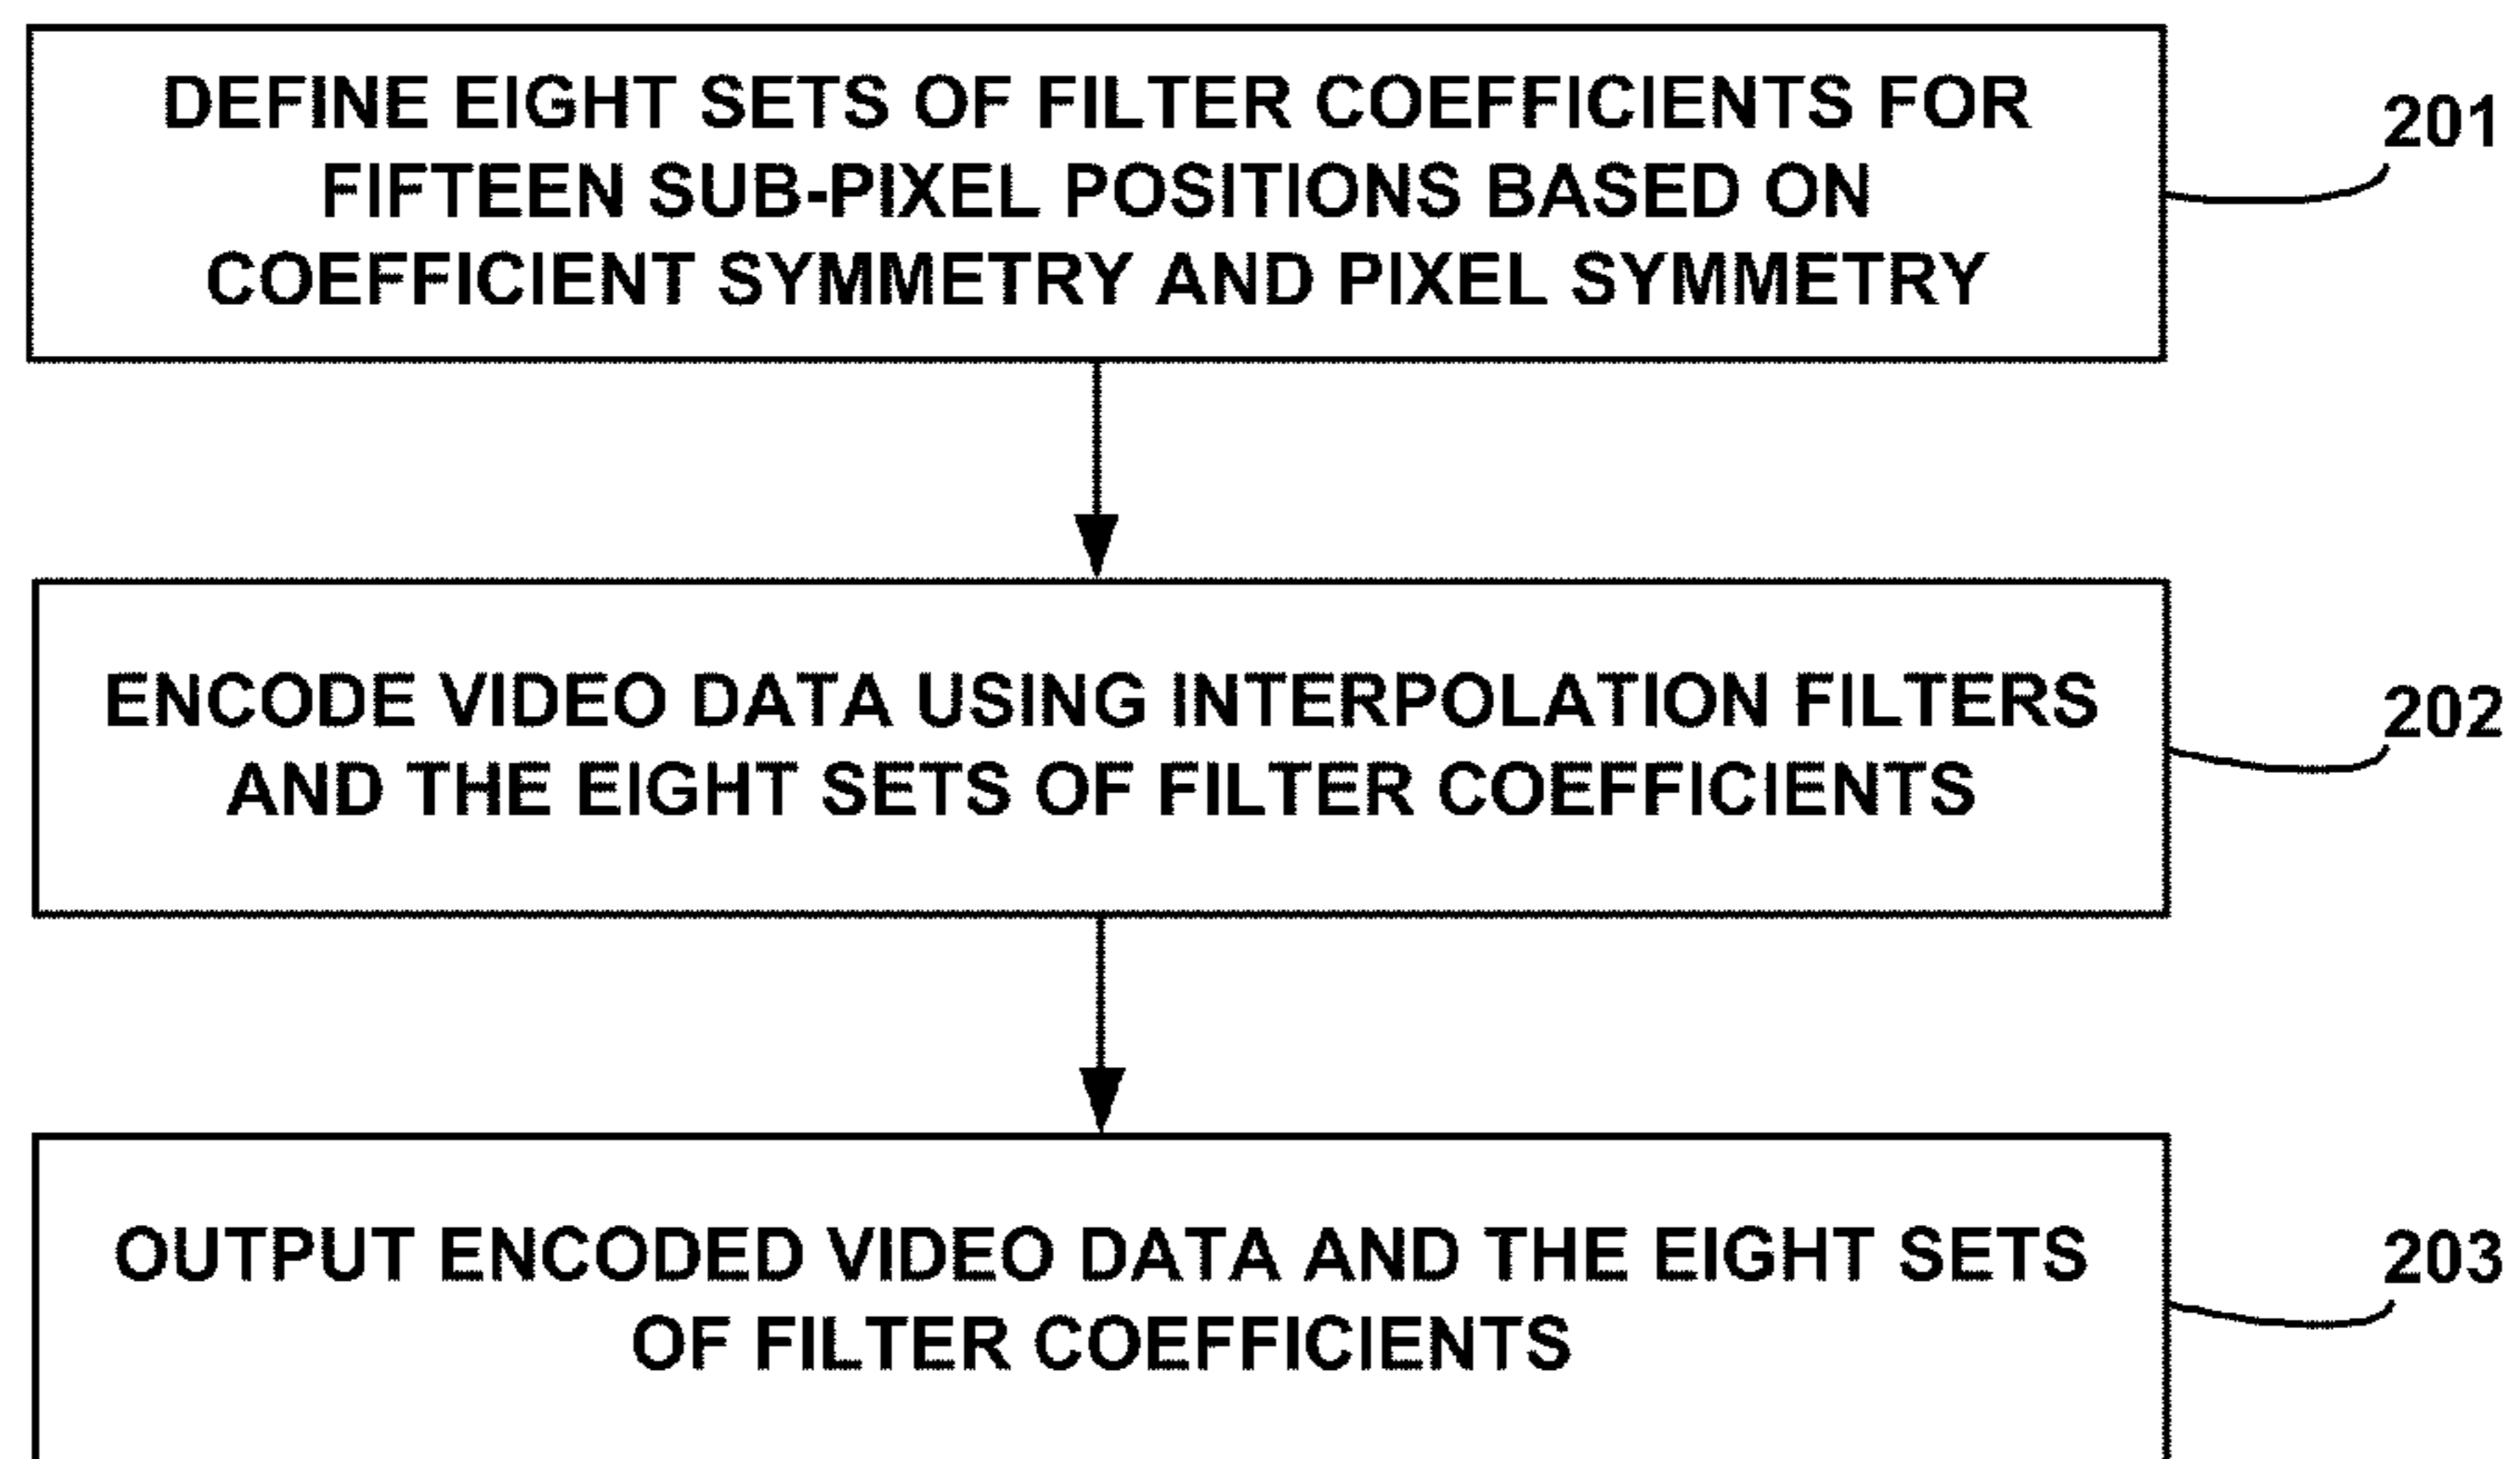 DEFINE EIGHT SETS OF FILTER COEFFICIENTS FOR
FIFTEEN SUB-PIXEL POSITIONS BASED ON
COEFFICIENT SYMMETRY AND PIXEL SYMMETRY
201
ENCODE VIDEO DATA USING INTERPOLATION FILTERS
AND THE EIGHT SETS OF FILTER COEFFICIENTS
202
OUTPUT ENCODED VIDEO DATA AND THE EIGHT SETS
OF FILTER COEFFICIENTS
203